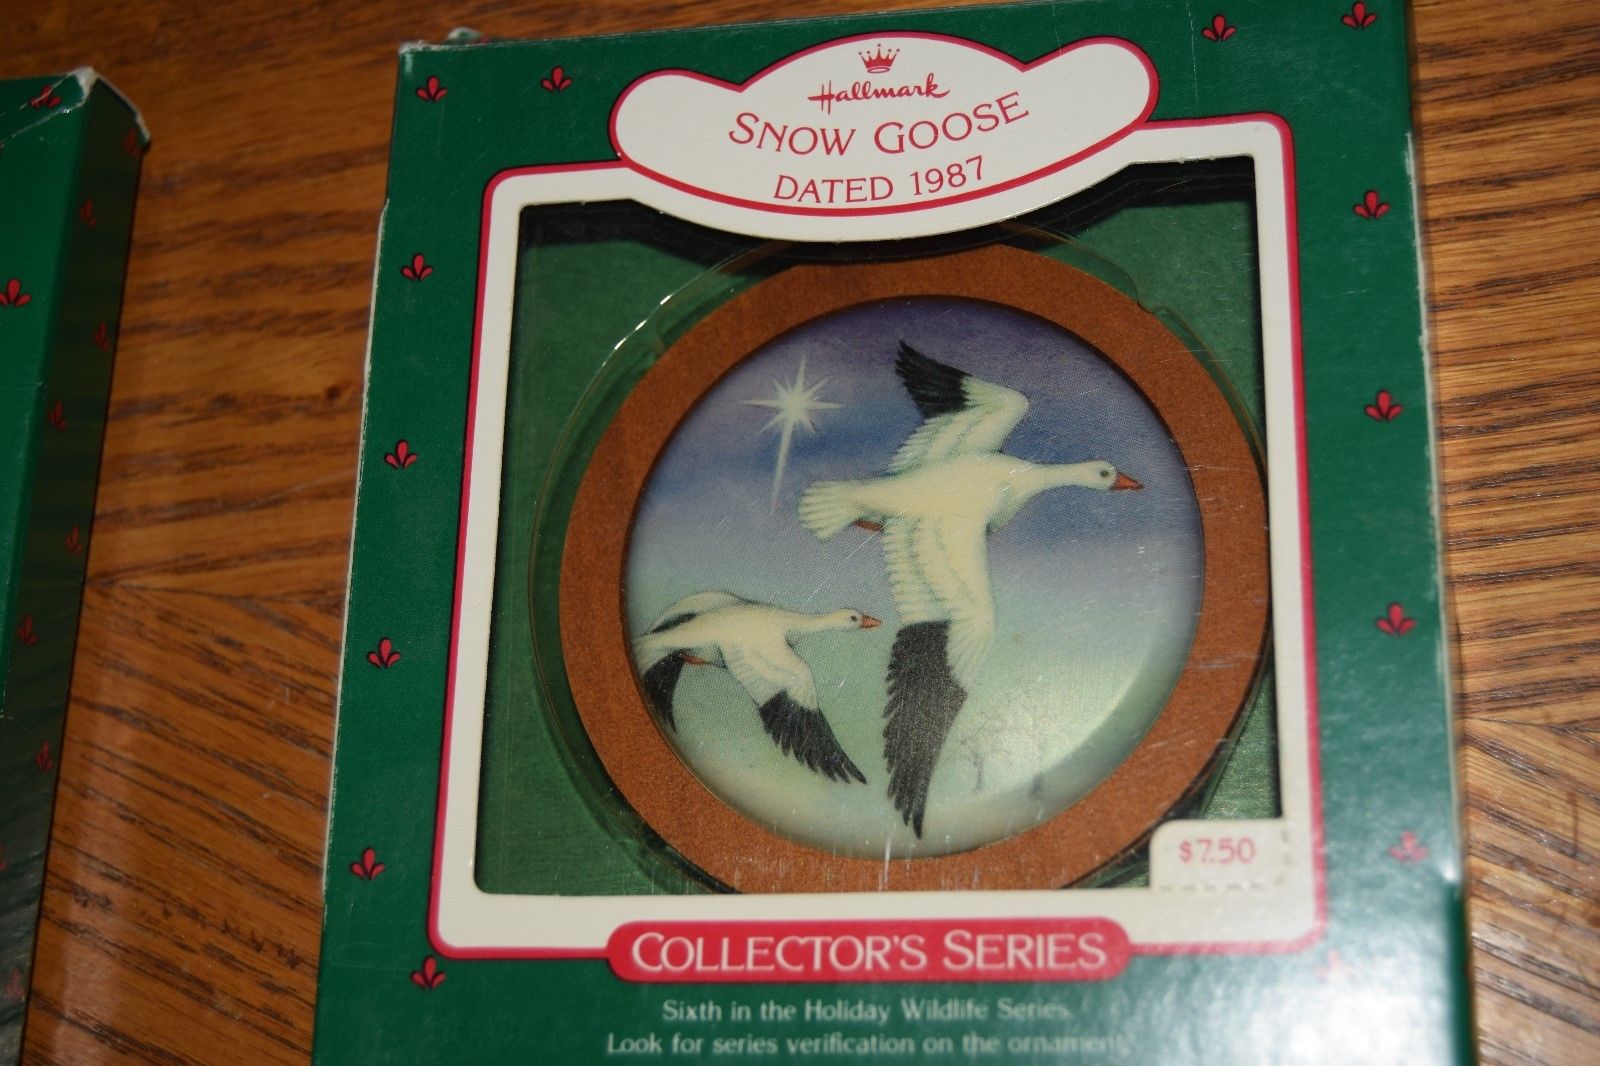 Hallmark
SNOW GOOSE
DATED 1987
$7.50
COLLECTOR'S SERIES
Sixth in the Holiday Wildlife Series.
Look for series verification on the ornament.